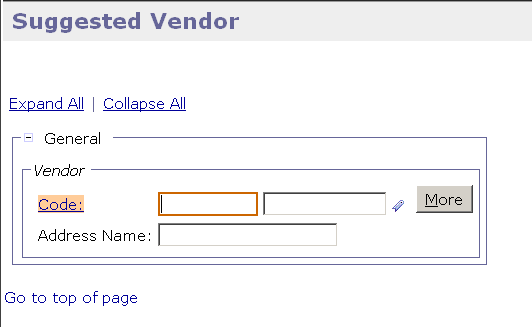 Suggested Vendor
Expand All | Collapse All
General
Vendor
Code: More
Address Name:
Go to top of page